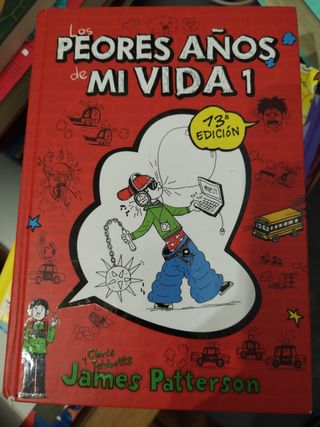 Los
PEORES AÑOS
de MI VIDA 1
13ª
EDICIÓN
James Patterson